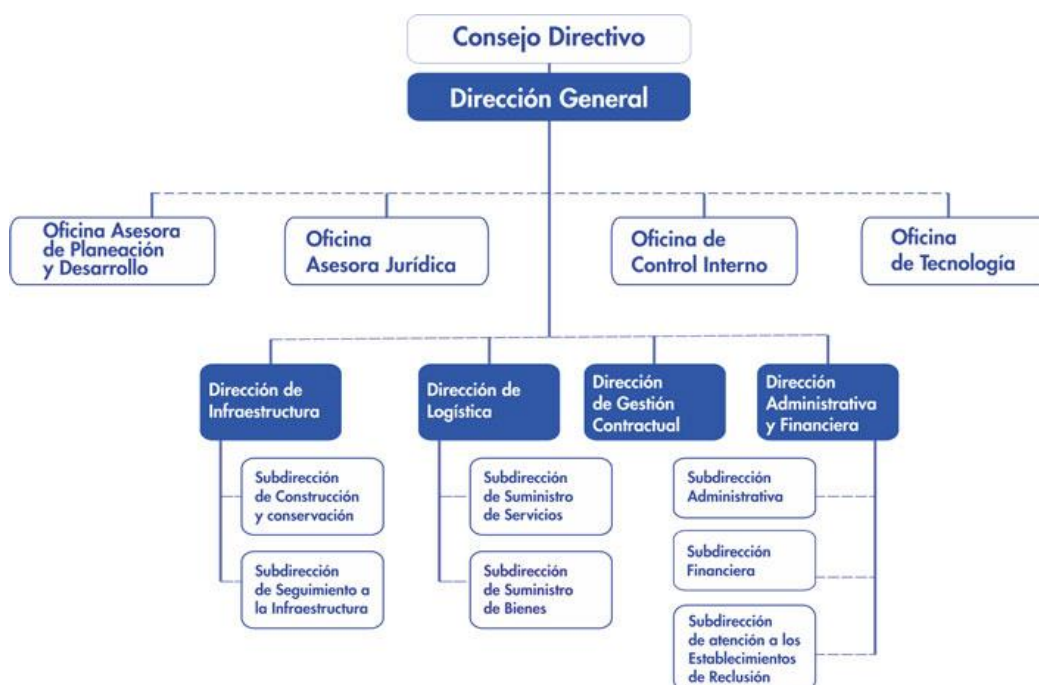 Consejo Directivo
Dirección General
Oficina Asesora
de Planeación
y Desarrollo
Oficina
Asesora Jurídica
Oficina de
Control Interno
Oficina
de Tecnología
Dirección de
Infraestructura
Dirección de
Logística
Dirección
de Gestión
Contractual
Dirección
Administrativa
y Financiera
Subdirección
de Construcción
y conservación
Subdirección
de Suministro
de Servicios
Subdirección
Administrativa
Subdirección
de Seguimiento a
la Infraestructura
Subdirección
de Suministro
de Bienes
Subdirección
Financiera
Subdirección
de atención a los
Establecimientos
de Reclusión